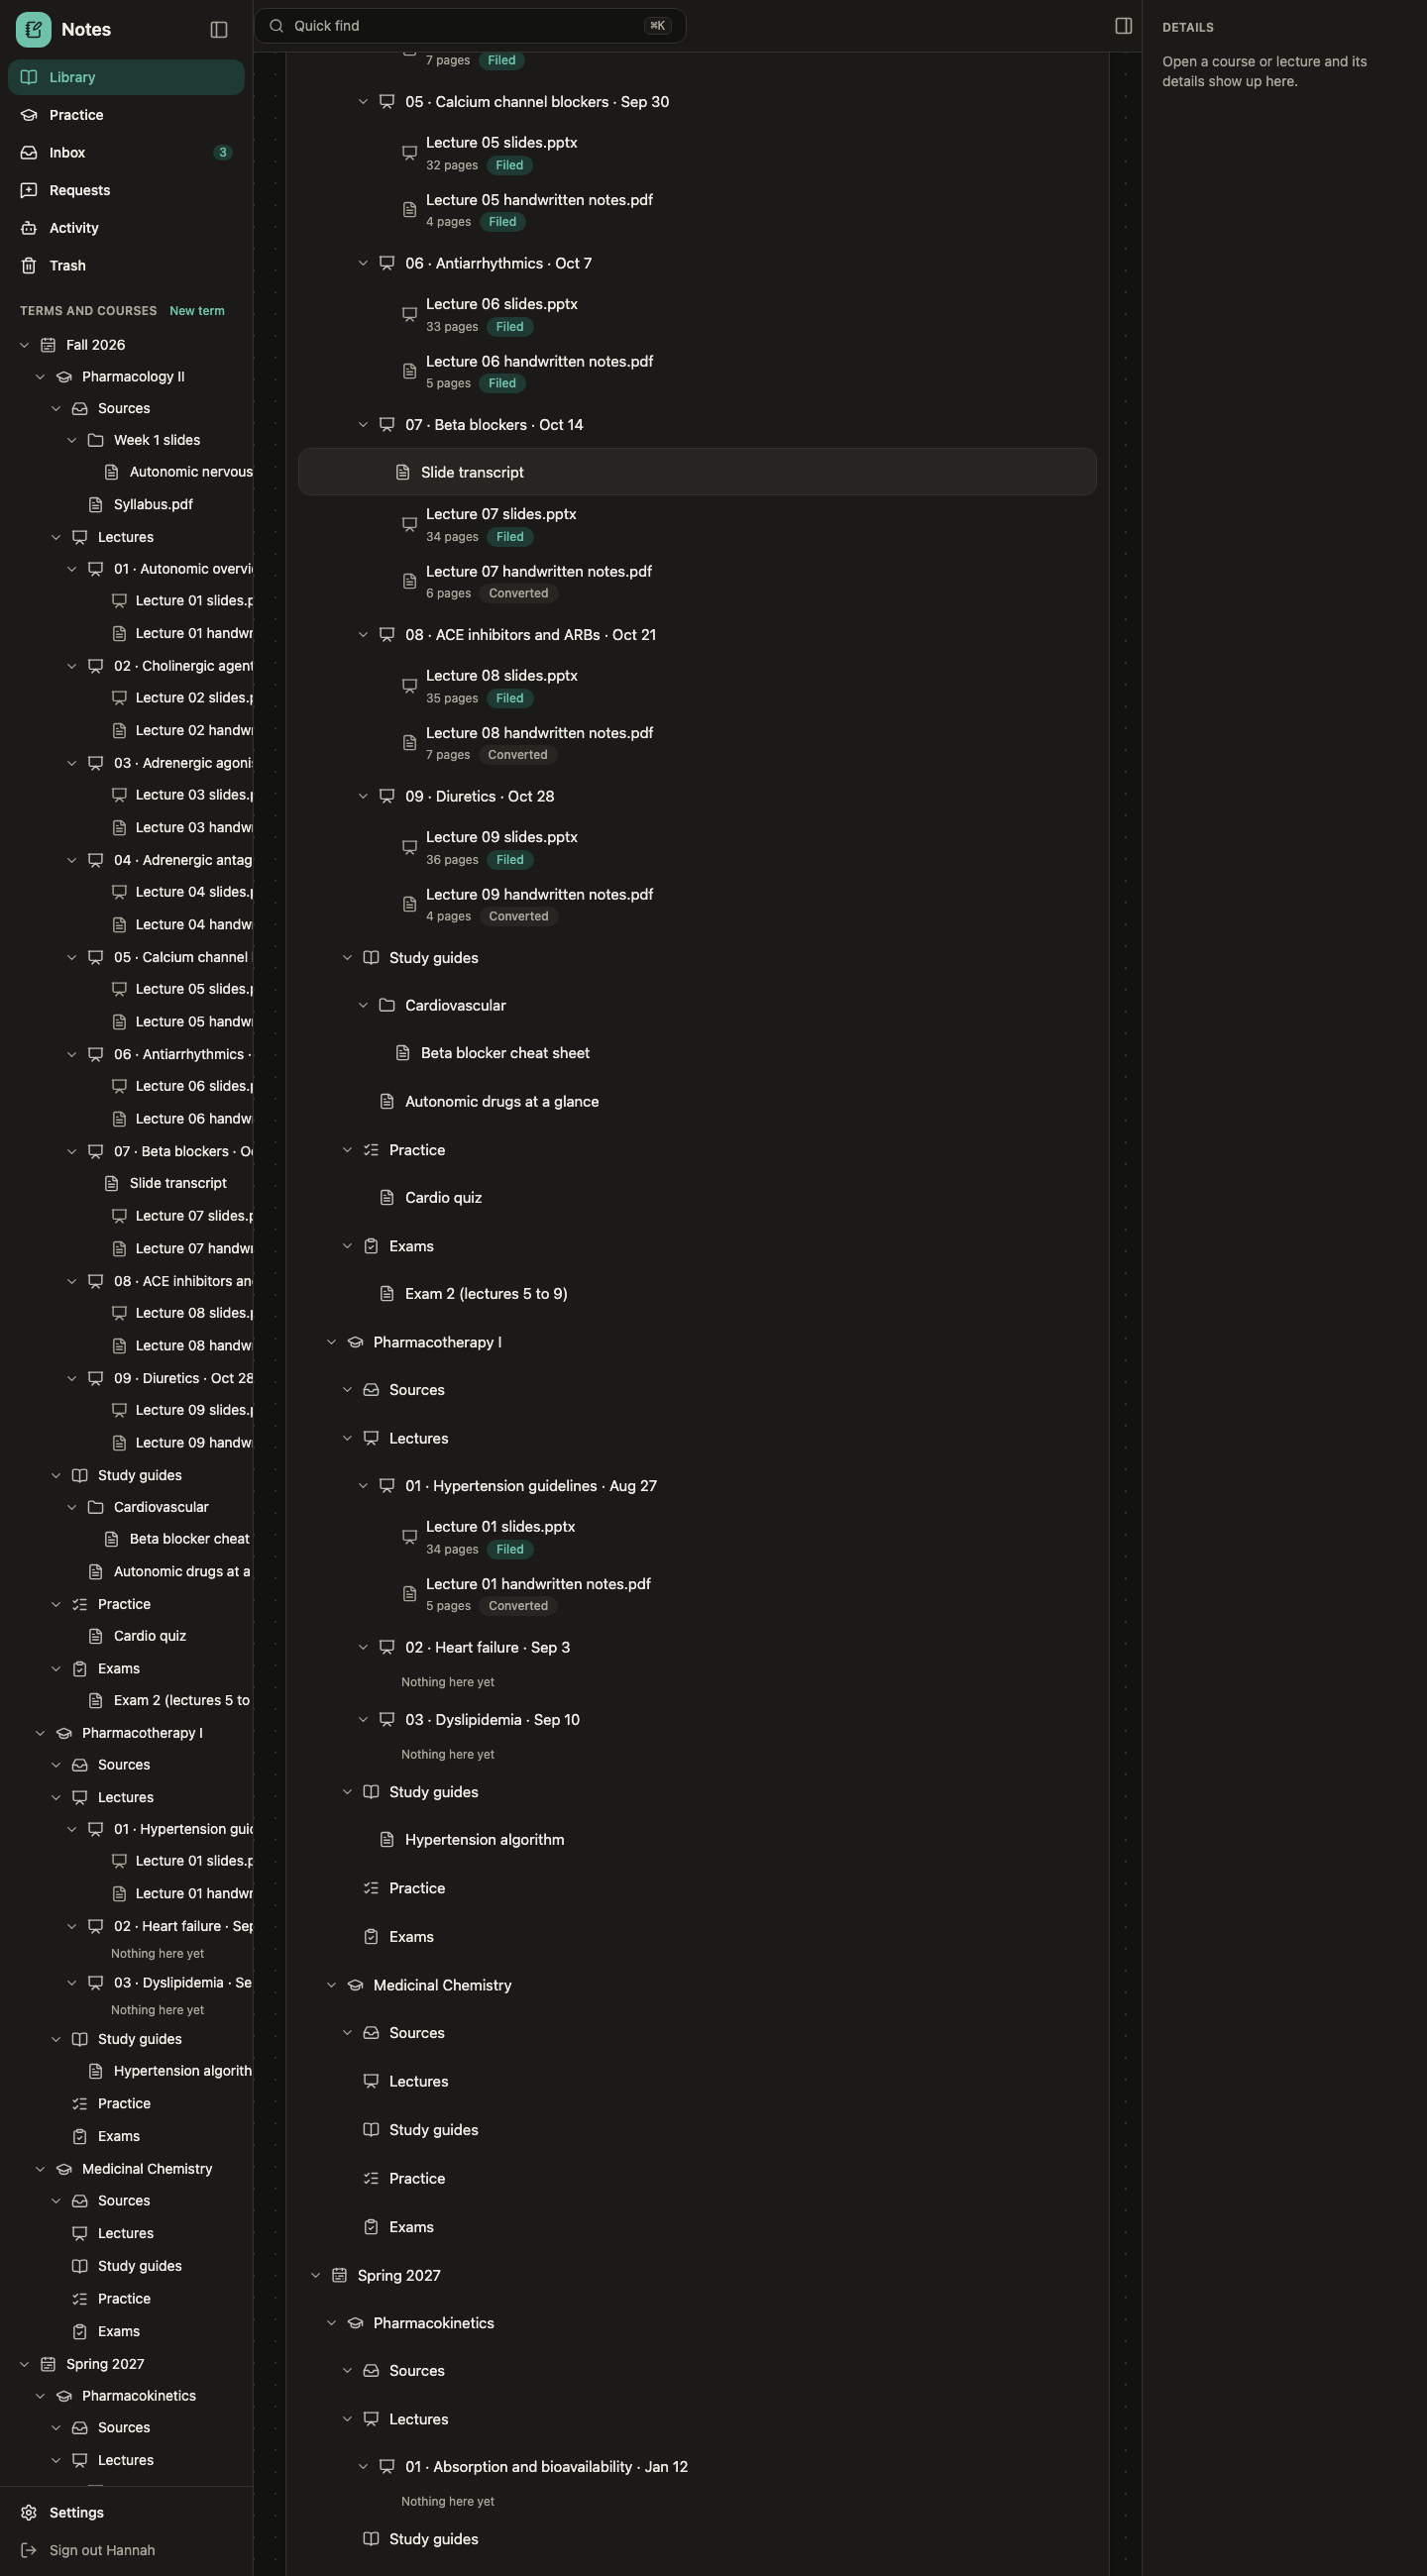 Notes
Library
Practice
Inbox 3
Requests
Activity
Trash
TERMS AND COURSES New term
Fall 2026
Pharmacology II
Sources
Week 1 slides
Autonomic nervous
Syllabus.pdf
Lectures
01 · Autonomic overvi
Lecture 01 slides.p
Lecture 01 handwr
02 · Cholinergic agent
Lecture 02 slides.p
Lecture 02 handwr
03 · Adrenergic agonis
Lecture 03 slides.p
Lecture 03 handwr
04 · Adrenergic antag
Lecture 04 slides.p
Lecture 04 handwr
05 · Calcium channel
Lecture 05 slides.p
Lecture 05 handwr
06 · Antiarrhythmics ·
Lecture 06 slides.p
Lecture 06 handwr
07 · Beta blockers · Oc
Slide transcript
Lecture 07 slides.p
Lecture 07 handwr
08 · ACE inhibitors and
Lecture 08 slides.p
Lecture 08 handwr
09 · Diuretics · Oct 28
Lecture 09 slides.p
Lecture 09 handwr
Study guides
Cardiovascular
Beta blocker cheat
Autonomic drugs at a
Practice
Cardio quiz
Exams
Exam 2 (lectures 5 to
Pharmacotherapy I
Sources
Lectures
01 · Hypertension guid
Lecture 01 slides.p
Lecture 01 handwr
02 · Heart failure · Sep
Nothing here yet
03 · Dyslipidemia · Se
Nothing here yet
Study guides
Hypertension algorith
Practice
Exams
Medicinal Chemistry
Sources
Lectures
Study guides
Practice
Exams
Spring 2027
Pharmacokinetics
Sources
Lectures
Settings
Sign out Hannah
Quick find ⌘K
7 pages Filed
05 · Calcium channel blockers · Sep 30
Lecture 05 slides.pptx
32 pages Filed
Lecture 05 handwritten notes.pdf
4 pages Filed
06 · Antiarrhythmics · Oct 7
Lecture 06 slides.pptx
33 pages Filed
Lecture 06 handwritten notes.pdf
5 pages Filed
07 · Beta blockers · Oct 14
Slide transcript
Lecture 07 slides.pptx
34 pages Filed
Lecture 07 handwritten notes.pdf
6 pages Converted
08 · ACE inhibitors and ARBs · Oct 21
Lecture 08 slides.pptx
35 pages Filed
Lecture 08 handwritten notes.pdf
7 pages Converted
09 · Diuretics · Oct 28
Lecture 09 slides.pptx
36 pages Filed
Lecture 09 handwritten notes.pdf
4 pages Converted
Study guides
Cardiovascular
Beta blocker cheat sheet
Autonomic drugs at a glance
Practice
Cardio quiz
Exams
Exam 2 (lectures 5 to 9)
Pharmacotherapy I
Sources
Lectures
01 · Hypertension guidelines · Aug 27
Lecture 01 slides.pptx
34 pages Filed
Lecture 01 handwritten notes.pdf
5 pages Converted
02 · Heart failure · Sep 3
Nothing here yet
03 · Dyslipidemia · Sep 10
Nothing here yet
Study guides
Hypertension algorithm
Practice
Exams
Medicinal Chemistry
Sources
Lectures
Study guides
Practice
Exams
Spring 2027
Pharmacokinetics
Sources
Lectures
01 · Absorption and bioavailability · Jan 12
Nothing here yet
Study guides
DETAILS
Open a course or lecture and its
details show up here.